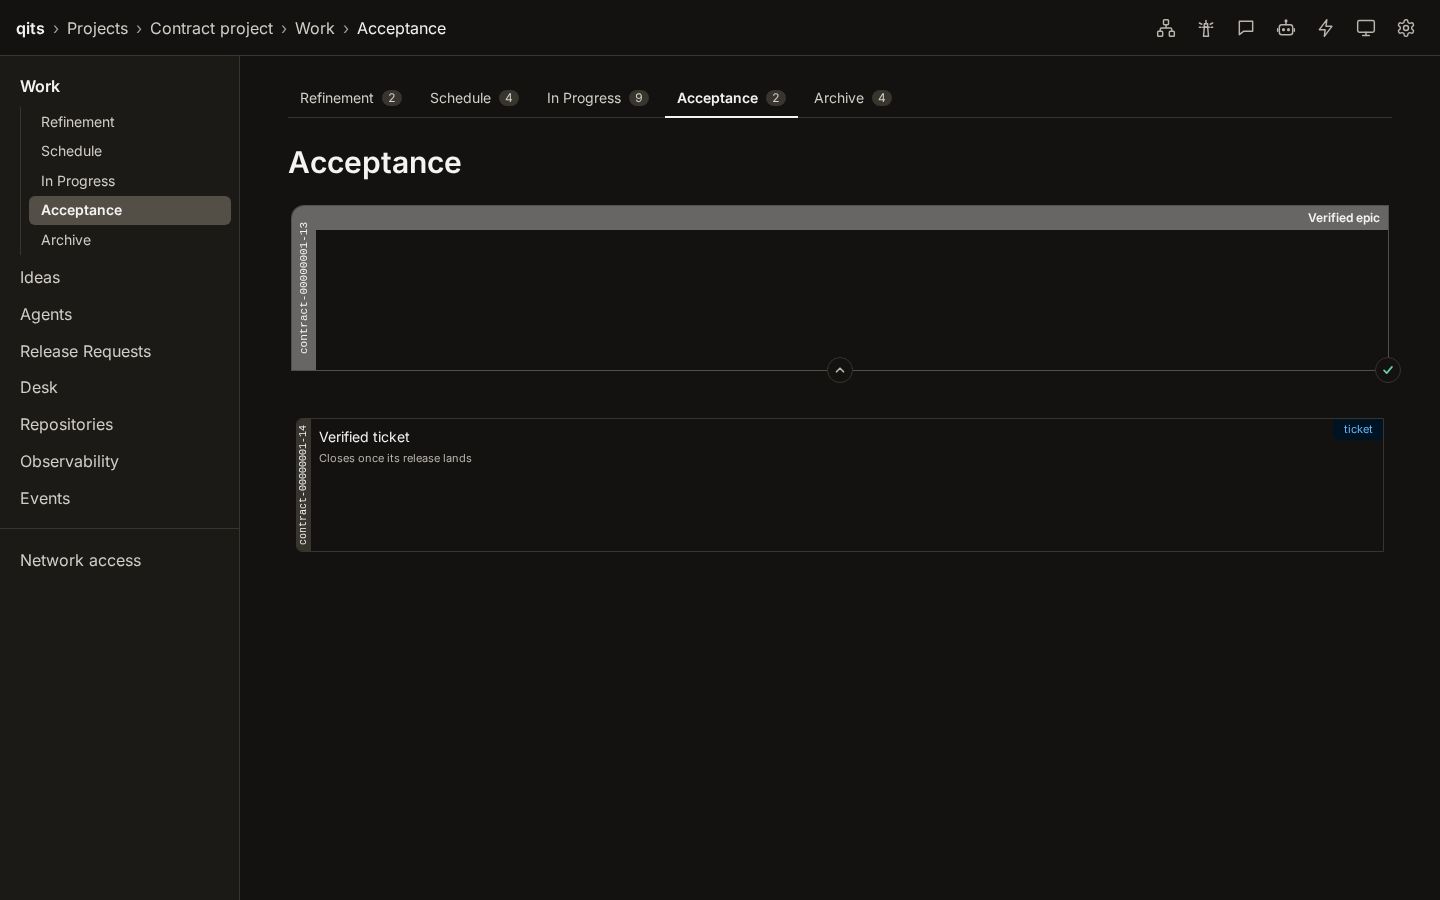 qits › Projects › Contract project › Work › Acceptance
Work
Refinement
Schedule
In Progress
Acceptance
Archive
Ideas
Agents
Release Requests
Desk
Repositories
Observability
Events
Network access
Refinement 2 Schedule 4 In Progress 9 Acceptance 2 Archive 4
Acceptance
Verified epic
contract-00000001-13
contract-00000001-14
Verified ticket
ticket
Closes once its release lands